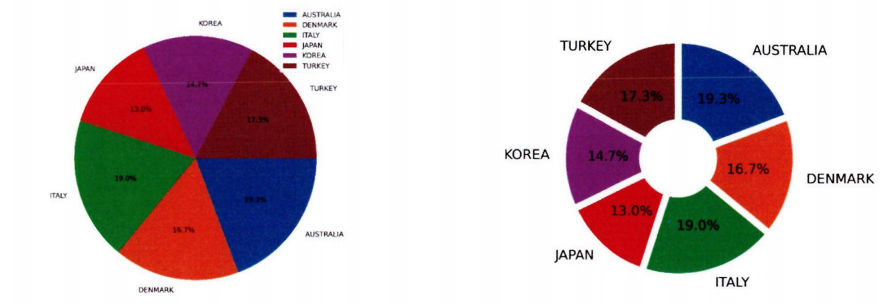 KOREA
AUSTRALIA
DENMARK
ITALY
JAPAN
KOREA
TURKEY
JAPAN
TURKEY
14.7%
13.0%
17.3%
ITALY
19.0%
19.3%
16.7%
AUSTRALIA
DENMARK
TURKEY
AUSTRALIA
17.3%
19.3%
KOREA
14.7%
16.7%
DENMARK
13.0%
19.0%
JAPAN
ITALY